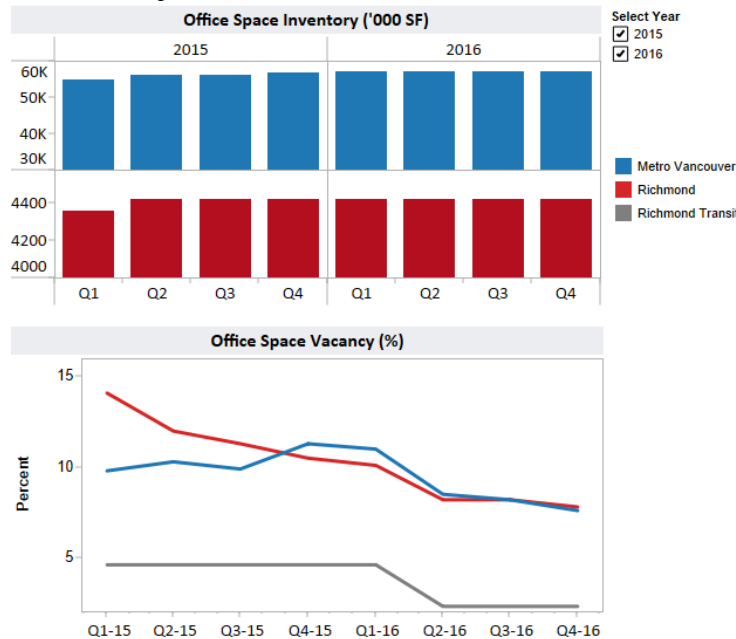 Office Space Inventory ('000 SF)
Select Year
2015
2016
2015 2016
60K
50K
40K
30K
Metro Vancouver
Richmond
Richmond Transit
4400
4200
4000
Q1 Q2 Q3 Q4 Q1 Q2 Q3 Q4
Office Space Vacancy (%)
15
10
5
Percent
Q1-15 Q2-15 Q3-15 Q4-15 Q1-16 Q2-16 Q3-16 Q4-16